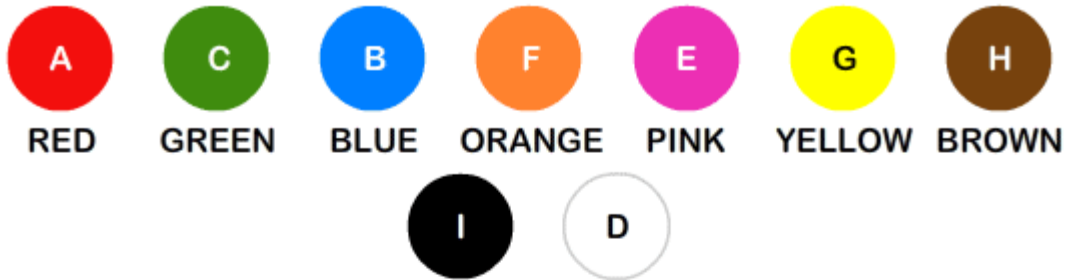 A C B F E G H
RED GREEN BLUE ORANGE PINK YELLOW BROWN
I D